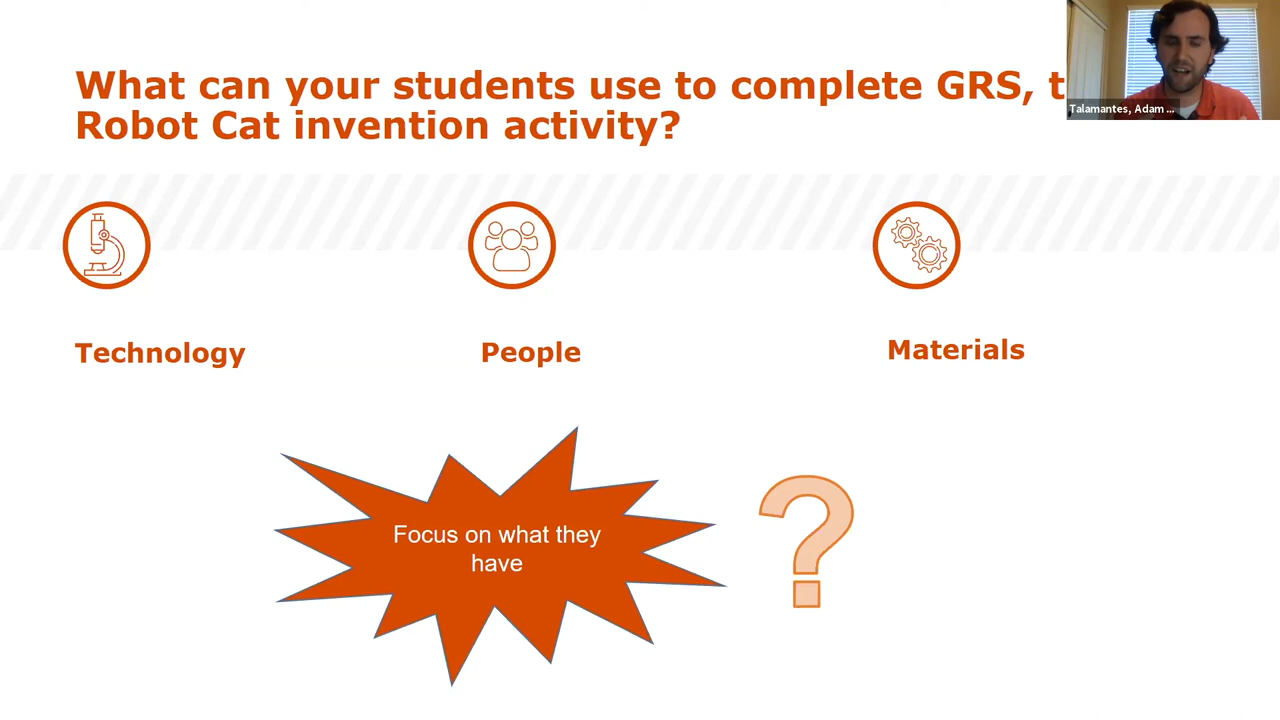 What can your students use to complete GRS, t
Robot Cat invention activity?
Talamantes, Adam ...
Technology
People
Materials
Focus on what they
have
?